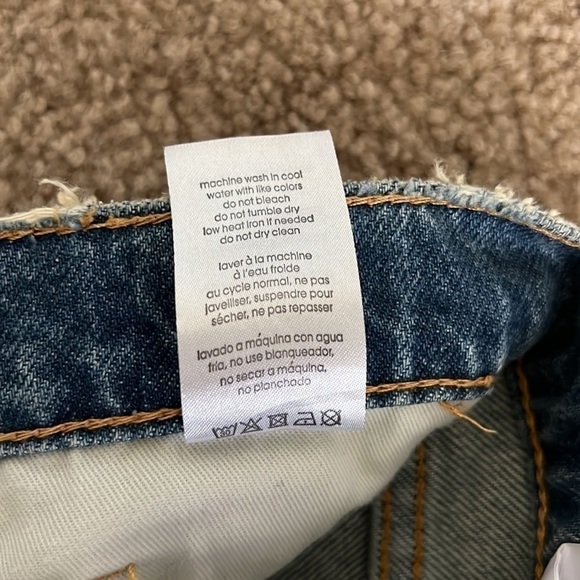 machine wash in cool
water with like colors
do not bleach
do not tumble dry
low heat iron if needed
do not dry clean
laver à la machine
à l'eau froide
au cycle normal, ne pas
javelliser, suspendre pour
sécher, ne pas repasser
lavado a máquina con agua
fría, no use blanqueador,
no secar a máquina,
no planchado